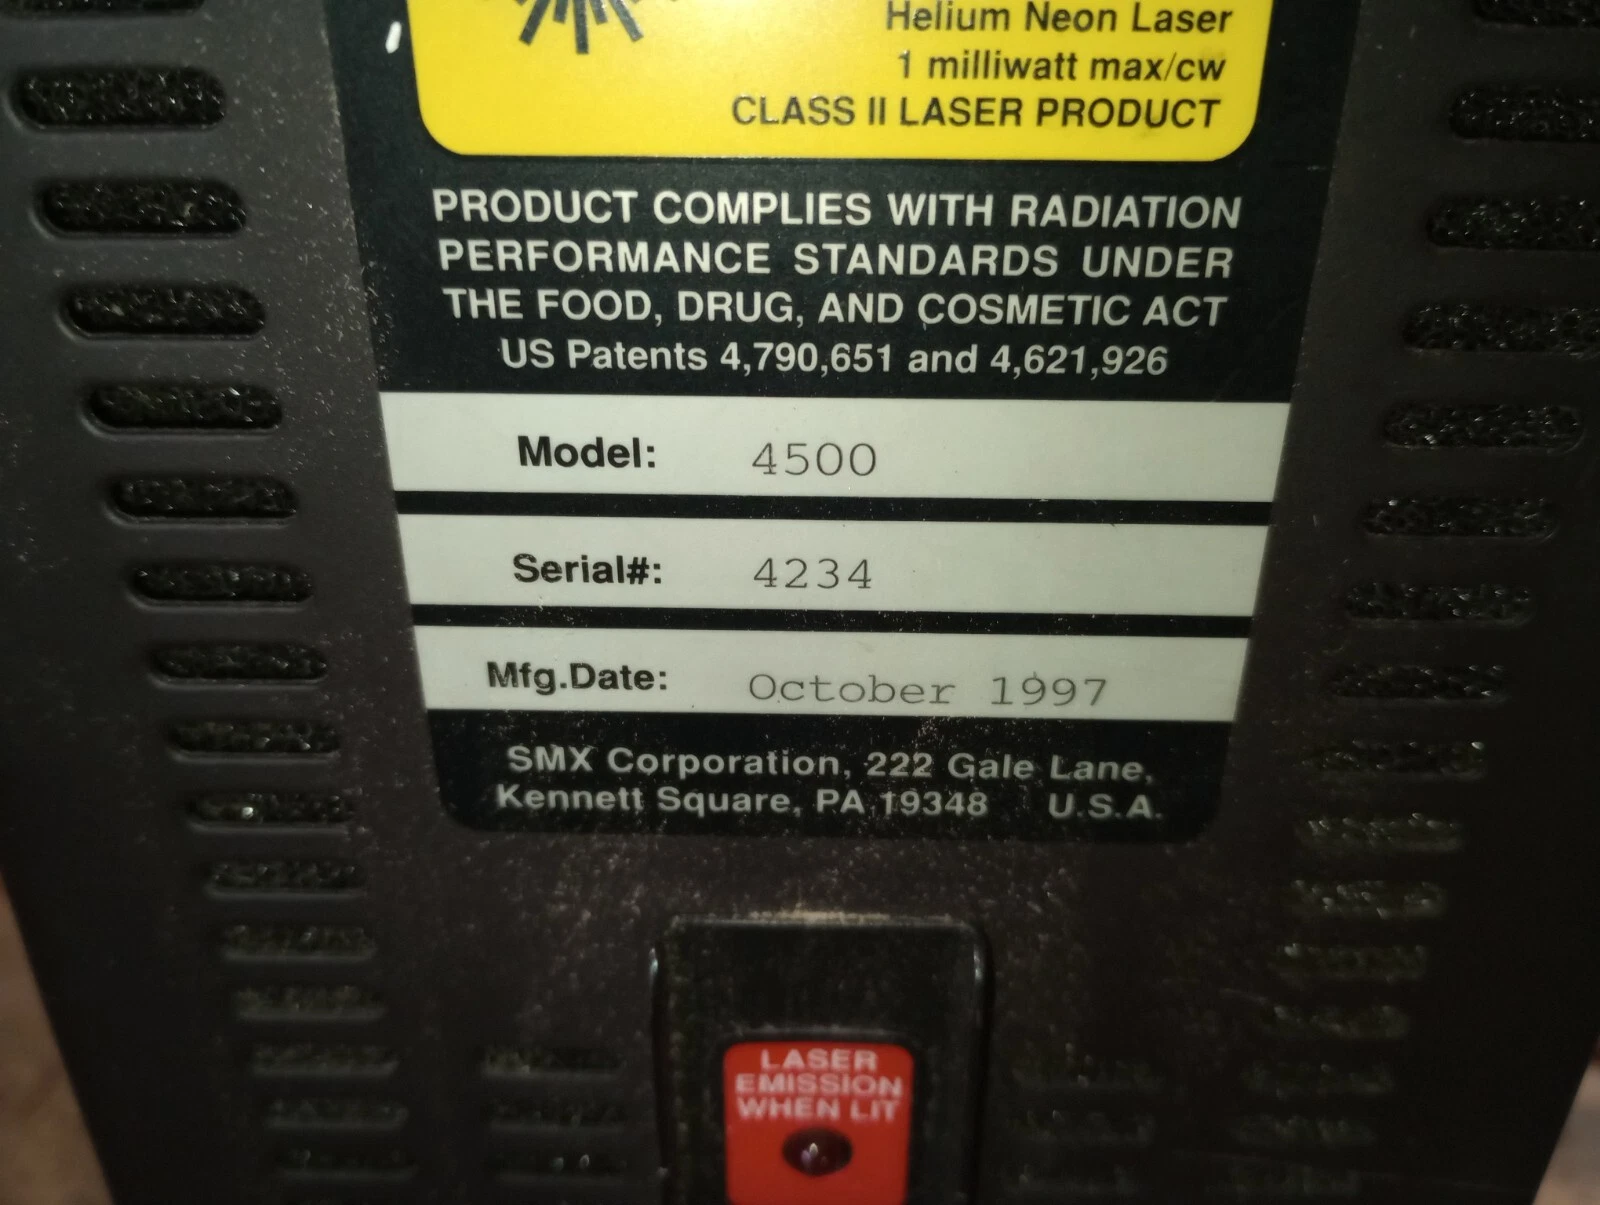 Helium Neon Laser
1 milliwatt max/cw
CLASS II LASER PRODUCT
PRODUCT COMPLIES WITH RADIATION
PERFORMANCE STANDARDS UNDER
THE FOOD, DRUG, AND COSMETIC ACT
US Patents 4,790,651 and 4,621,926
Model: 4500
Serial#: 4234
Mfg.Date: October 1997
SMX Corporation, 222 Gale Lane,
Kennett Square, PA 19348 U.S.A.
LASER
EMISSION
WHEN LIT